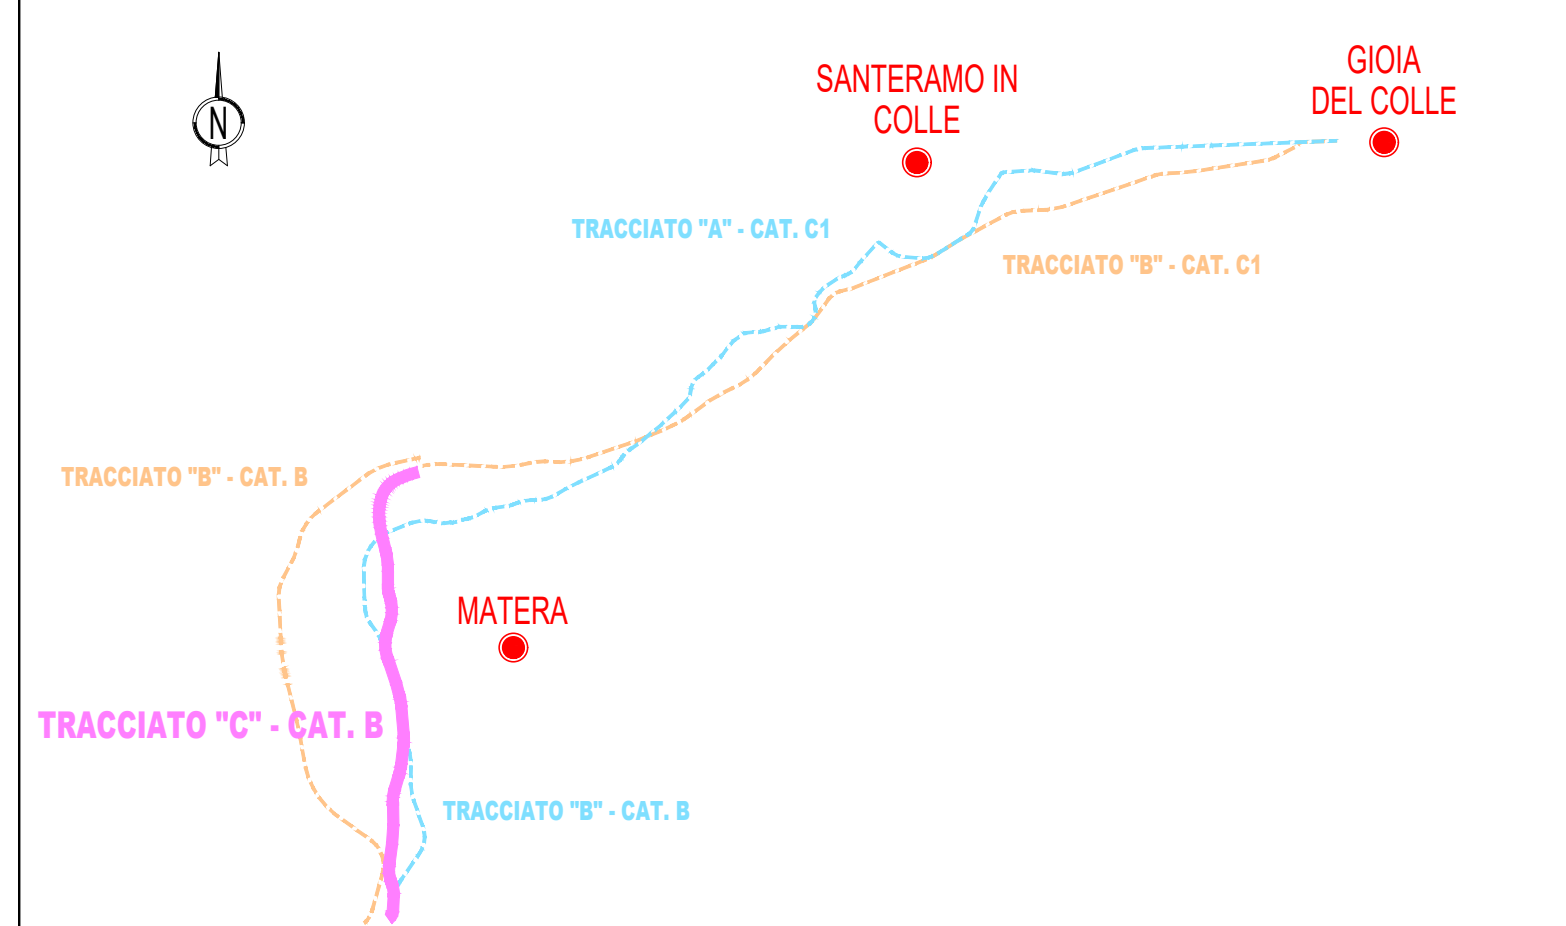 GIOIA
DEL COLLE
SANTERAMO IN
COLLE
N
TRACCIATO "A" - CAT. C1
TRACCIATO "B" - CAT. C1
TRACCIATO "B" - CAT. B
MATERA
TRACCIATO "C" - CAT. B
TRACCIATO "B" - CAT. B